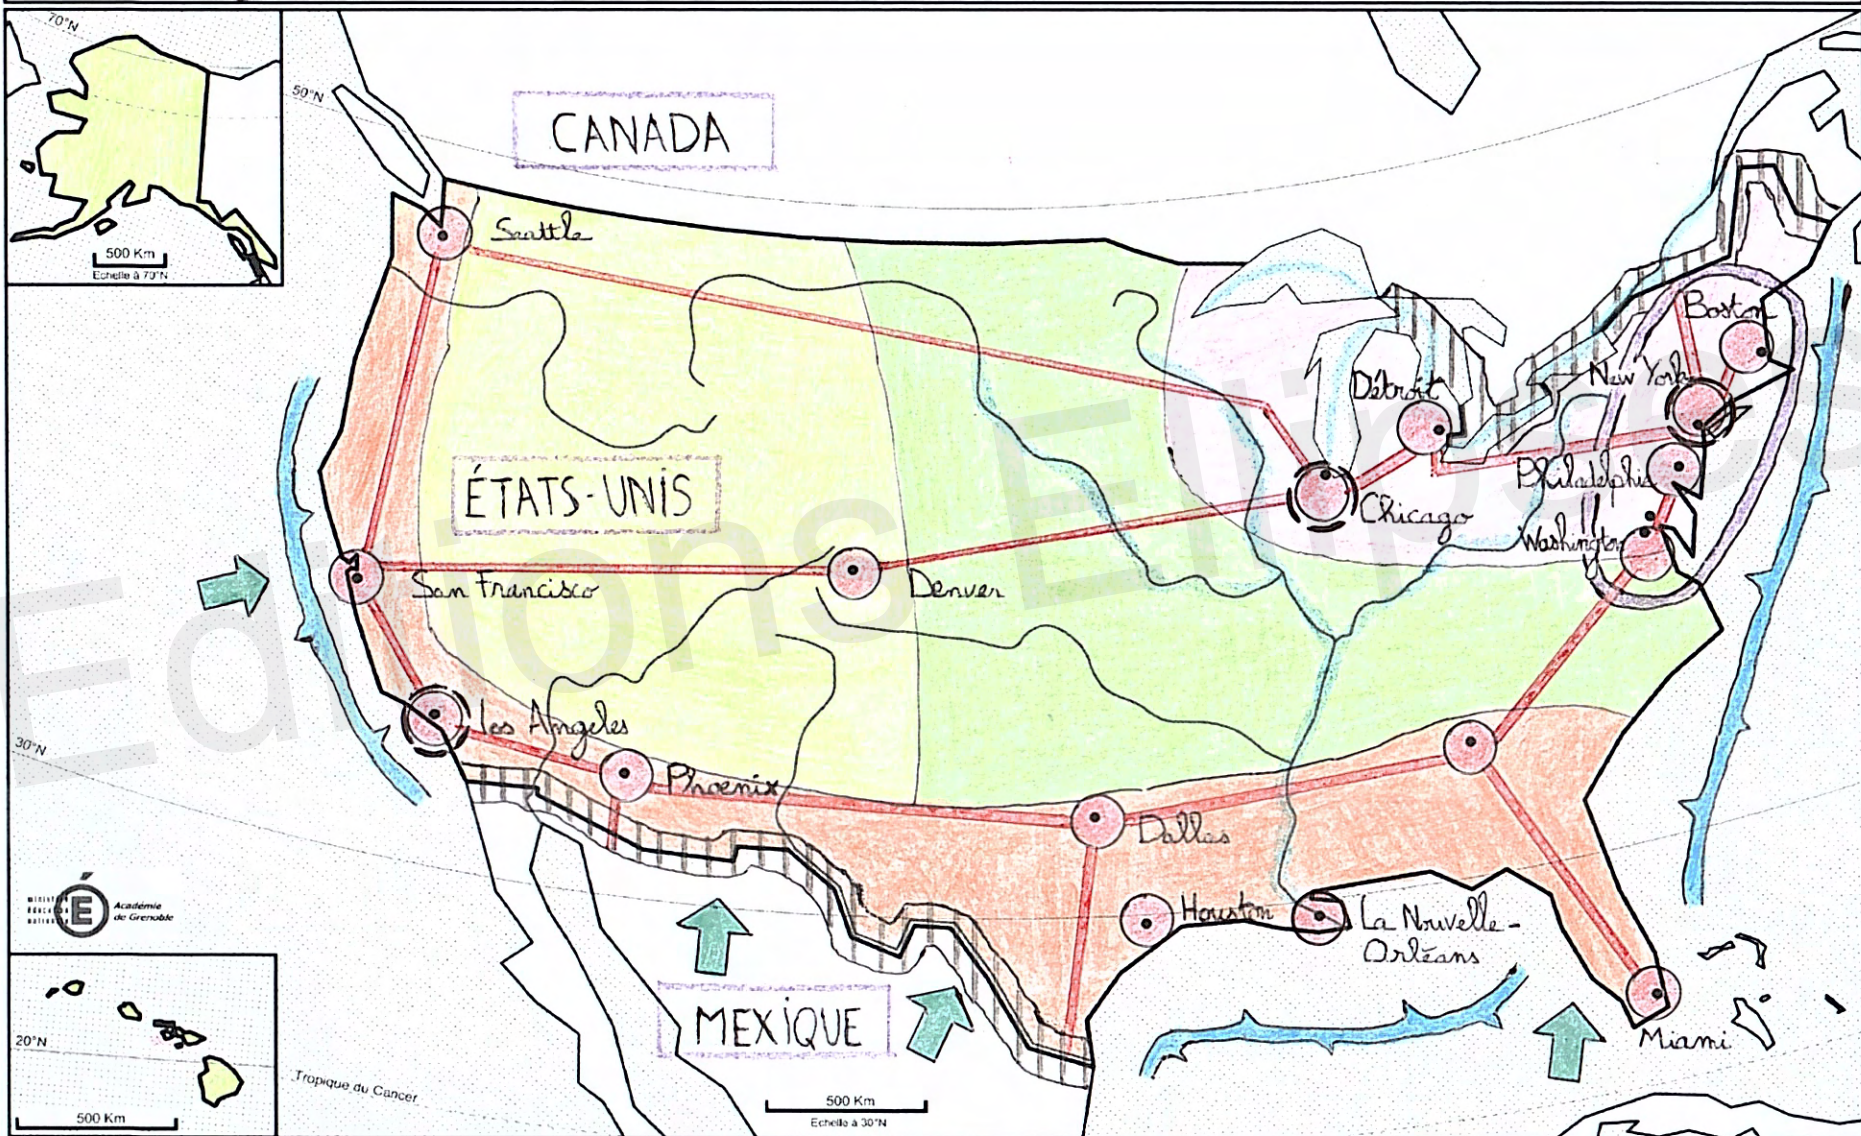 70°N
50°N
CANADA
500 Km
Echelle à 70°N
Seattle
Boston
New York
Détroit
ÉTATS-UNIS
Philadelphie
Chicago
Washington
San Francisco
Denver
Editions Ellipses
Los Angeles
30°N
Phoenix
Dallas
Académie
de Grenoble
Houston
La Nouvelle-
Orléans
MEXIQUE
Miami
20°N
Tropique du Cancer
500 Km
500 Km
Echelle à 30°N